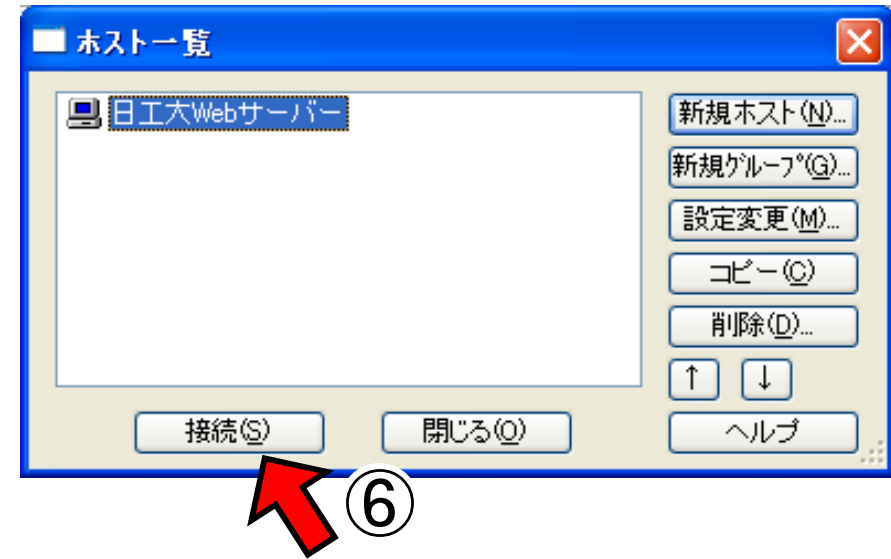 ホスト一覧
日工大Webサーバー
新規ホスト(N)...
新規グループ(G)...
設定変更(M)...
コピー(C)
削除(D)...
↑ ↓
接続(S) 閉じる(O) ヘルプ
⑥